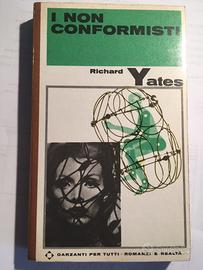 I NON
CONFORMISTI
Richard Yates
GARZANTI PER TUTTI · ROMANZI E REALTÀ